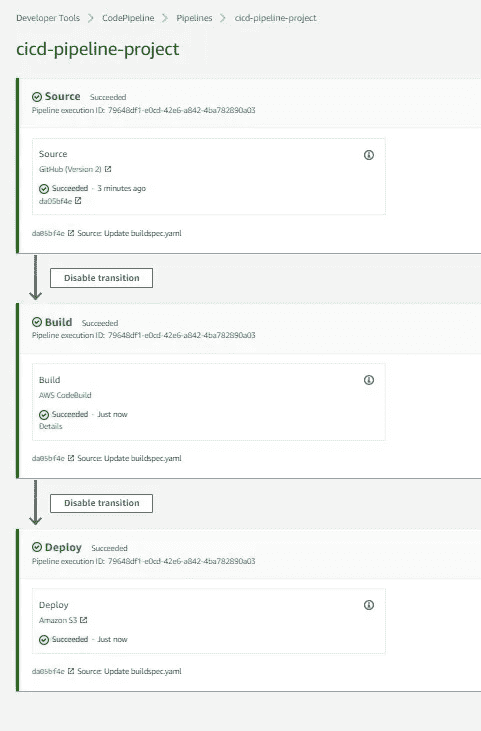 Developer Tools > CodePipeline > Pipelines > cicd-pipeline-project
cicd-pipeline-project
Source Succeeded
Pipeline execution ID: 79648df1-e0cd-42e6-a842-4ba782890a03
Source
GitHub (Version 2)
Succeeded - 3 minutes ago
da05bf4e
da05bf4e Source: Update buildspec.yaml
Disable transition
Build Succeeded
Pipeline execution ID: 79648df1-e0cd-42e6-a842-4ba782890a03
Build
AWS CodeBuild
Succeeded - Just now
Details
da05bf4e Source: Update buildspec.yaml
Disable transition
Deploy Succeeded
Pipeline execution ID: 79648df1-e0cd-42e6-a842-4ba782890a03
Deploy
Amazon S3
Succeeded - Just now
da05bf4e Source: Update buildspec.yaml